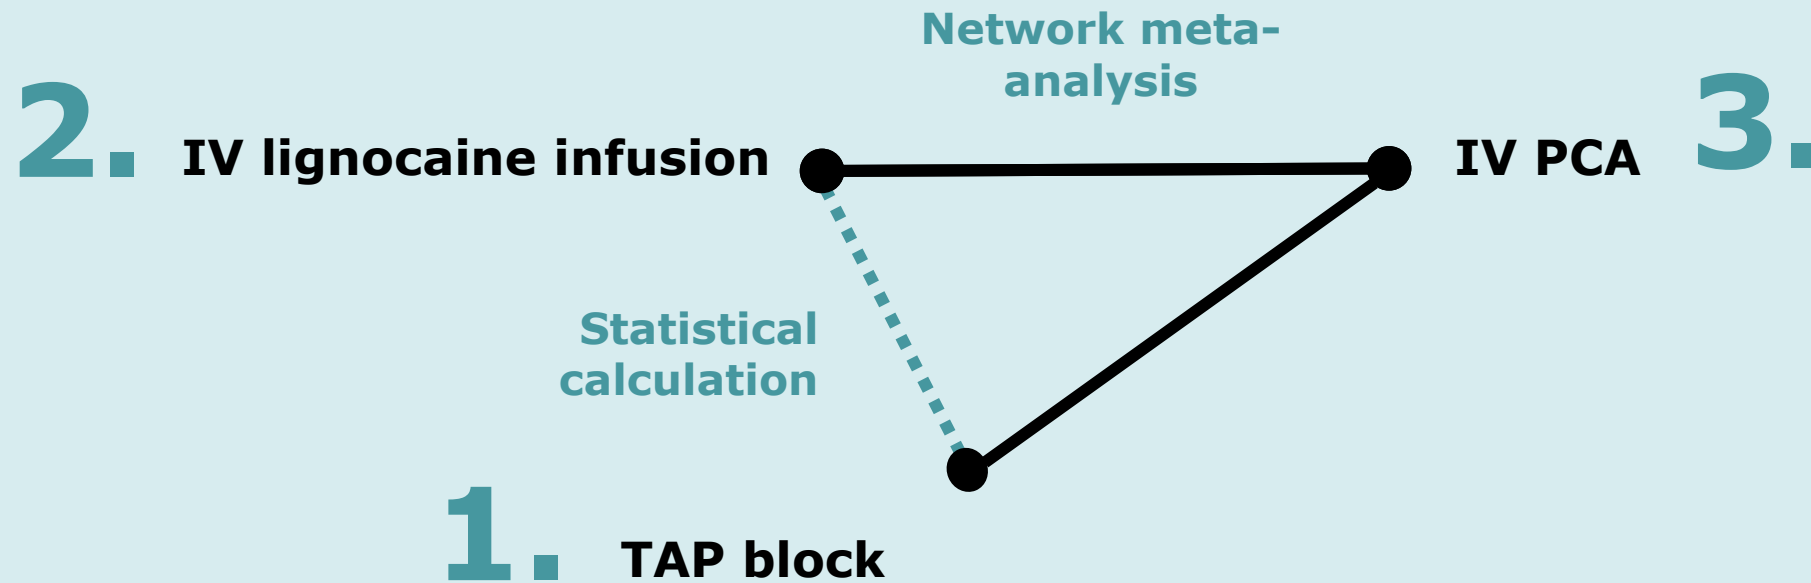 Network meta-
analysis
2. IV lignocaine infusion
IV PCA 3.
Statistical
calculation
1. TAP block